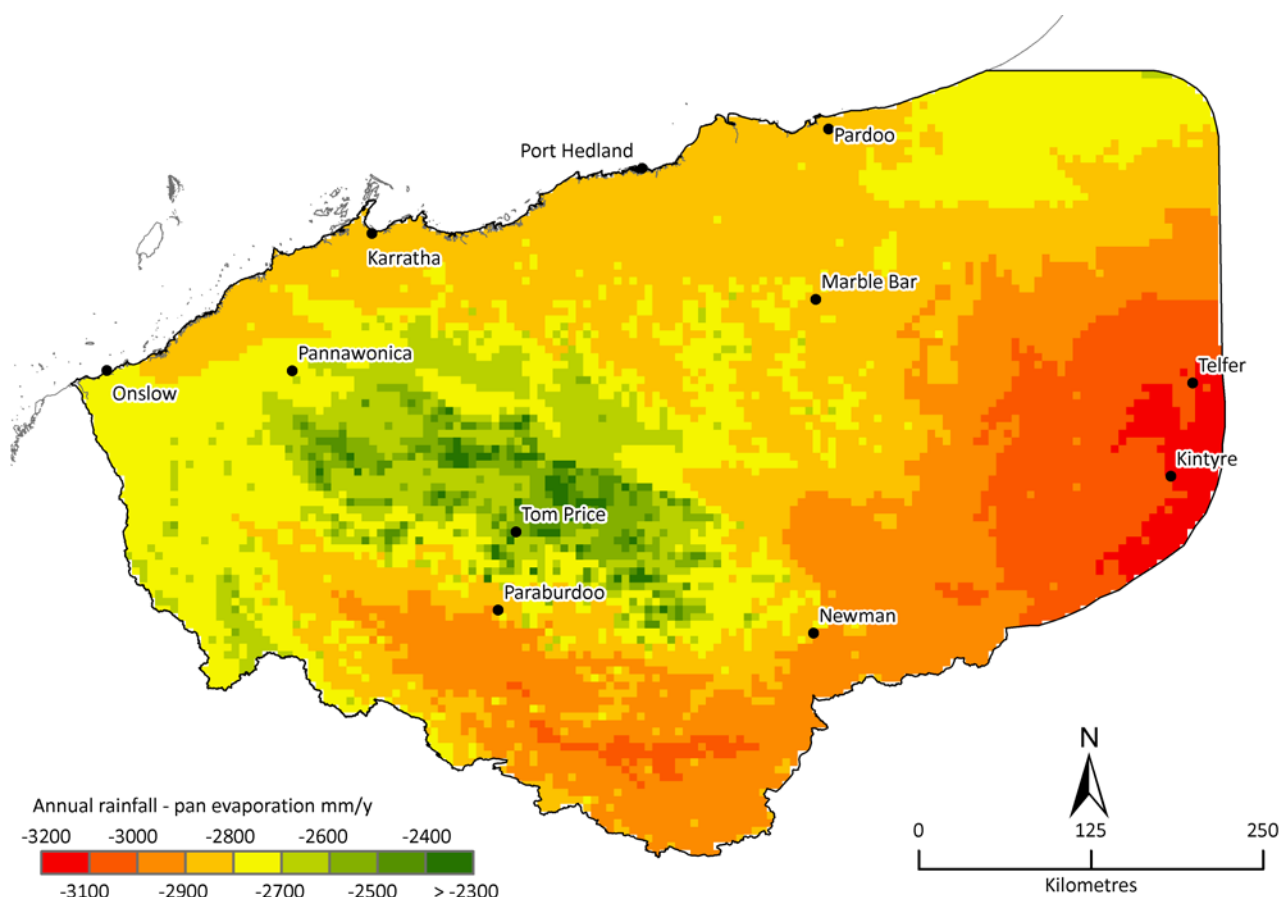 Pardoo
Port Hedland
Karratha
Marble Bar
Pannawonica
Telfer
Onslow
Kintyre
Tom Price
Paraburdoo
Newman
N
Annual rainfall - pan evaporation mm/y
-3200 -3000 -2800 -2600 -2400
-3100 -2900 -2700 -2500 > -2300
0 125 250
Kilometres